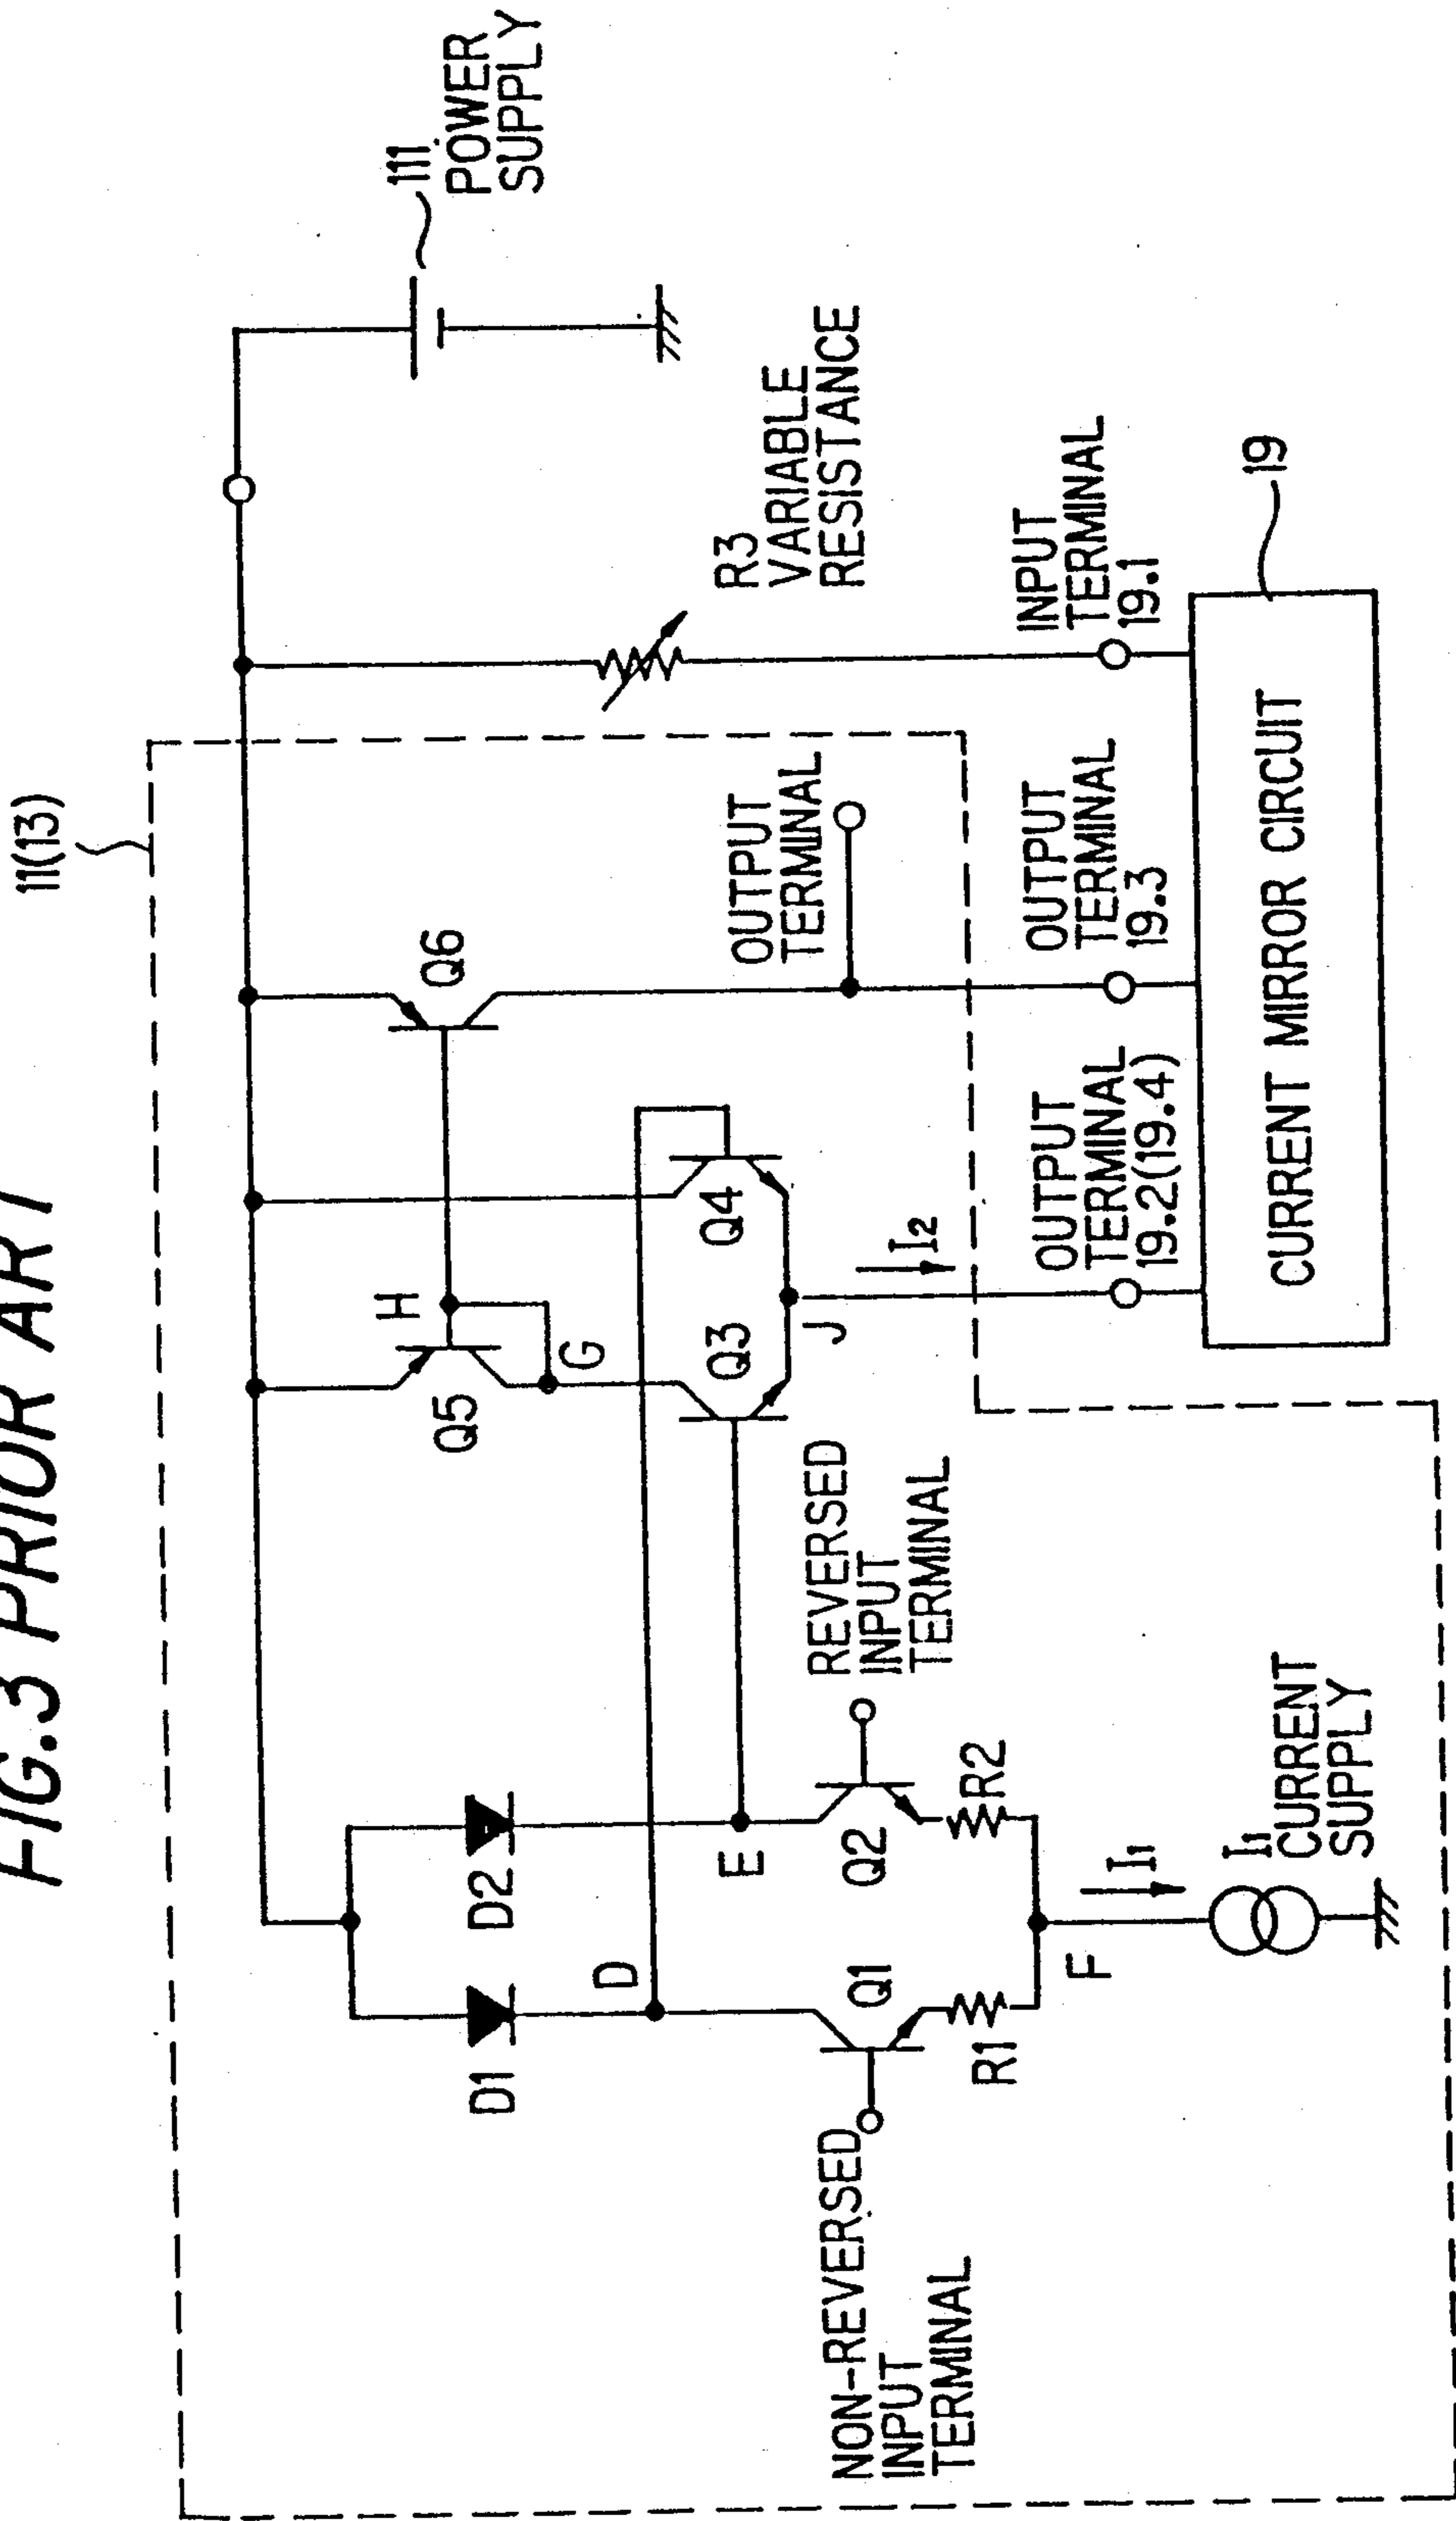 FIG.3 PRIOR ART
11(13)
111
POWER
SUPPLY
R3
VARIABLE
RESISTANCE
Q6
H
Q5
G
OUTPUT
TERMINAL
Q4
Q3
J
I2
D1
D2
D
E
REVERSED
INPUT
TERMINAL
NON-REVERSED
INPUT
TERMINAL
Q1
Q2
R1
R2
F
I1
I1
CURRENT
SUPPLY
OUTPUT
TERMINAL
19.2(19.4)
OUTPUT
TERMINAL
19.3
INPUT
TERMINAL
19.1
19
CURRENT MIRROR CIRCUIT